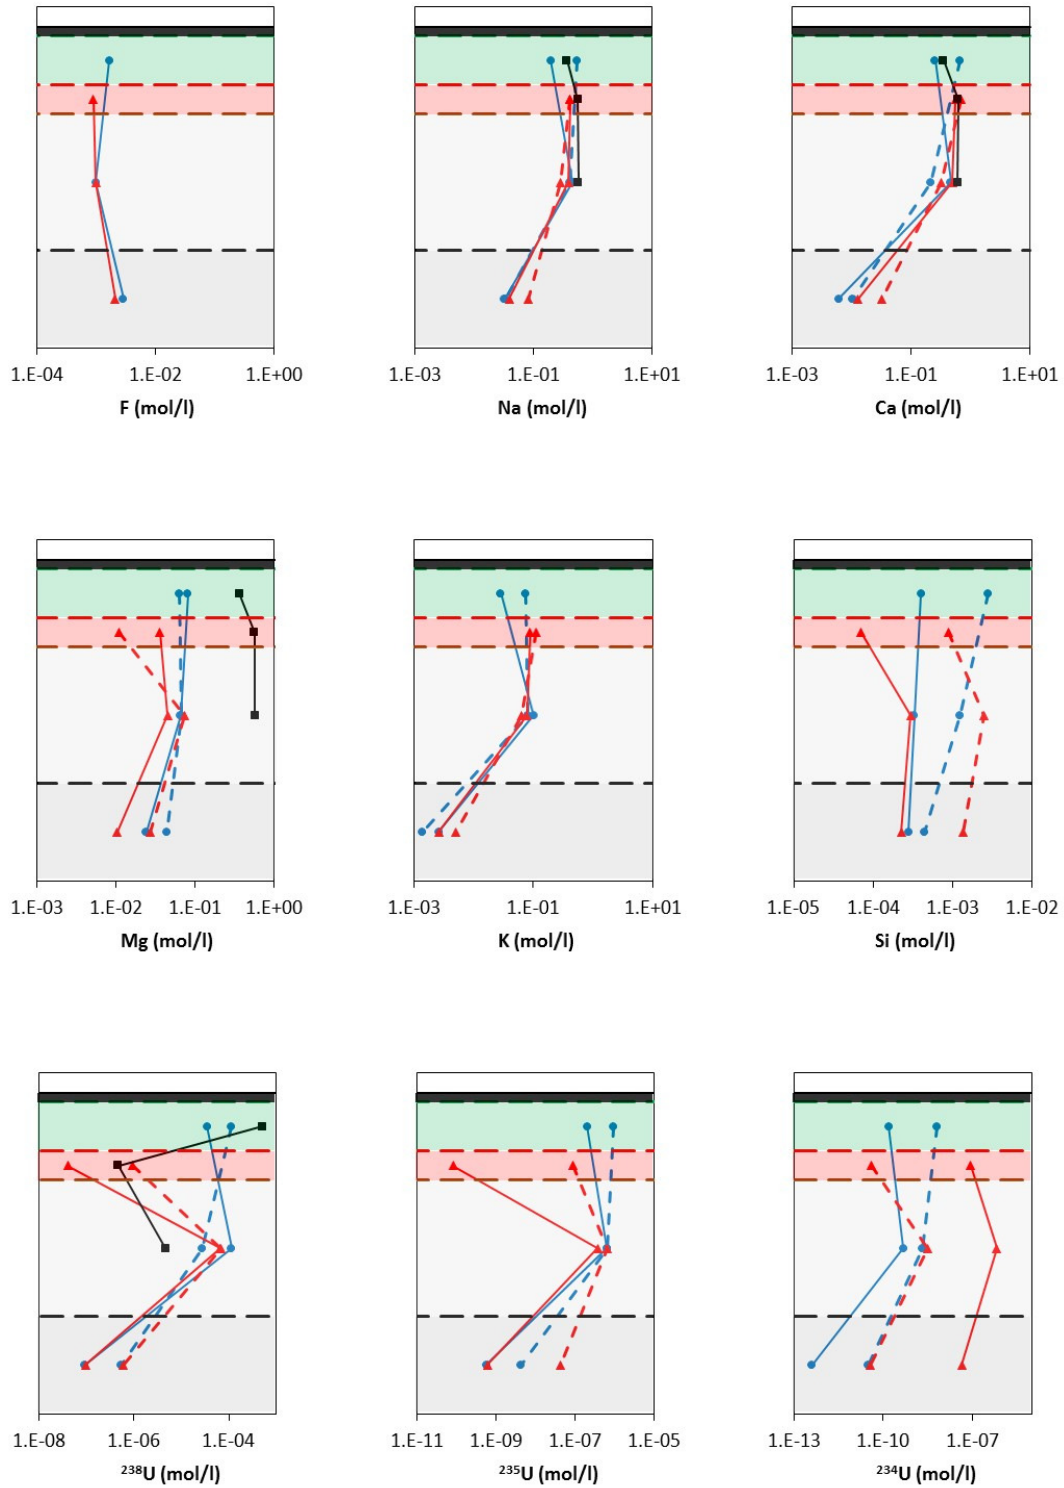 1.E-04 1.E-02 1.E+00 1.E-03 1.E-01 1.E+01 1.E-03 1.E-01 1.E+01
F (mol/l) Na (mol/l) Ca (mol/l)
1.E-03 1.E-02 1.E-01 1.E+00 1.E-03 1.E-01 1.E+01 1.E-05 1.E-04 1.E-03 1.E-02
Mg (mol/l) K (mol/l) Si (mol/l)
1.E-08 1.E-06 1.E-04 1.E-11 1.E-09 1.E-07 1.E-05 1.E-13 1.E-10 1.E-07
²³⁸U (mol/l) ²³⁵U (mol/l) ²³⁴U (mol/l)